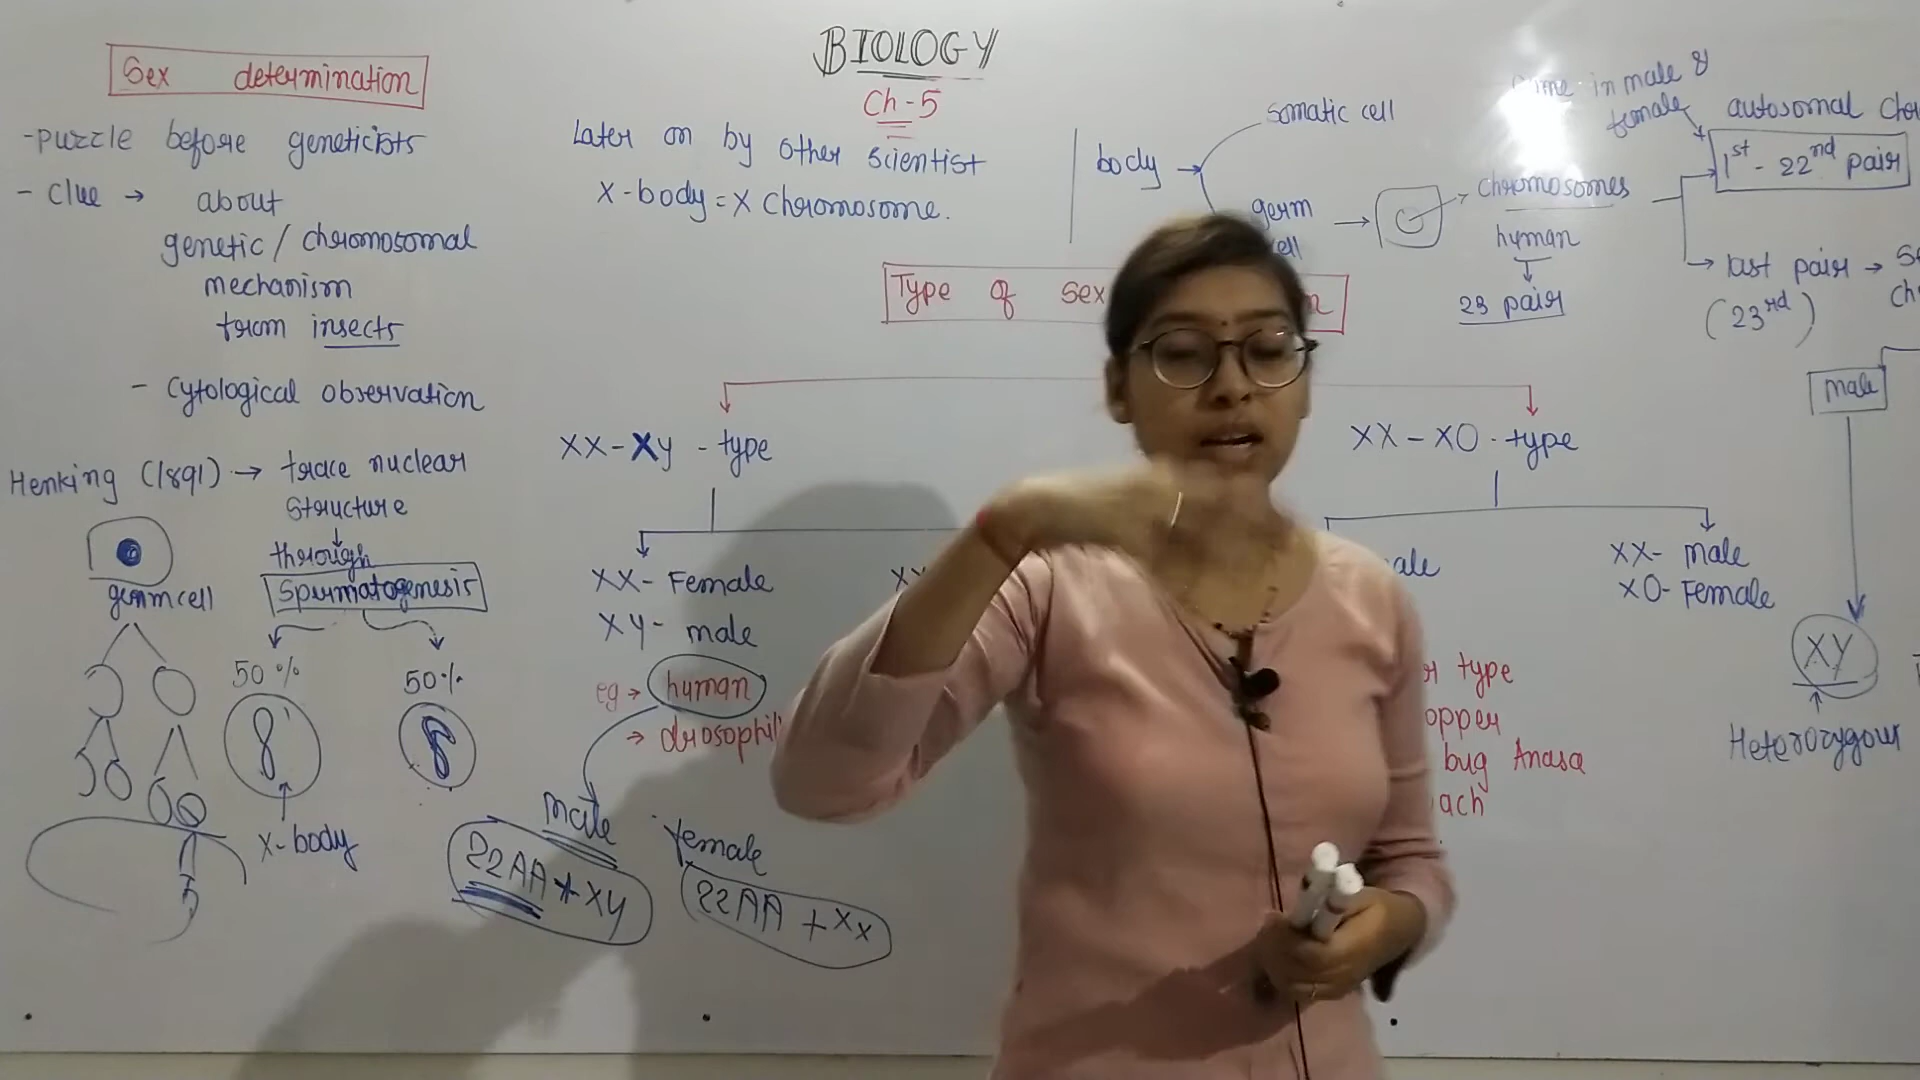 BIOLOGY
Ch-5
Sex determination
-puzzle before geneticists
- clue → about
genetic / chromosomal
mechanism
from insects
- Cytological observation
Henking (1891) → trace nuclear
structure
through
Spermatogenesis
germ cell
50%
50%
X-body
Later on by other scientist
X-body = X Chromosome.
body →
somatic cell
germ
cell
→ chromosomes
human
23 pair
in male &
female
autosomal
1st - 22nd pair
→ last pair →
(23rd)
male
XY
Heterozygous
Type of Sex
XX-XY - type
XX-Female
XY- male
eg → human
→
male
22AA + XY
female
22AA + XX
XX-XO-type
XX- male
XO-Female
type
bug Anasa